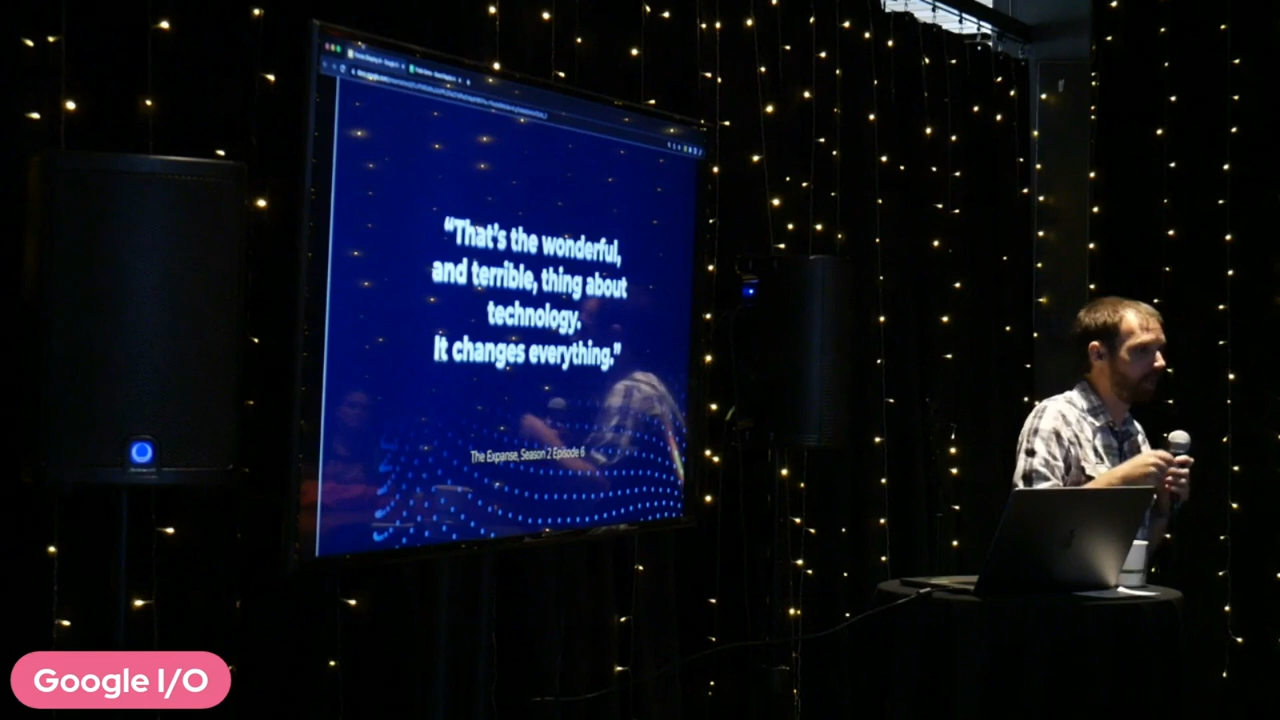 “That’s the wonderful,
and terrible, thing about
technology.
It changes everything.”
The Expanse, Season 2 Episode 6
Google I/O